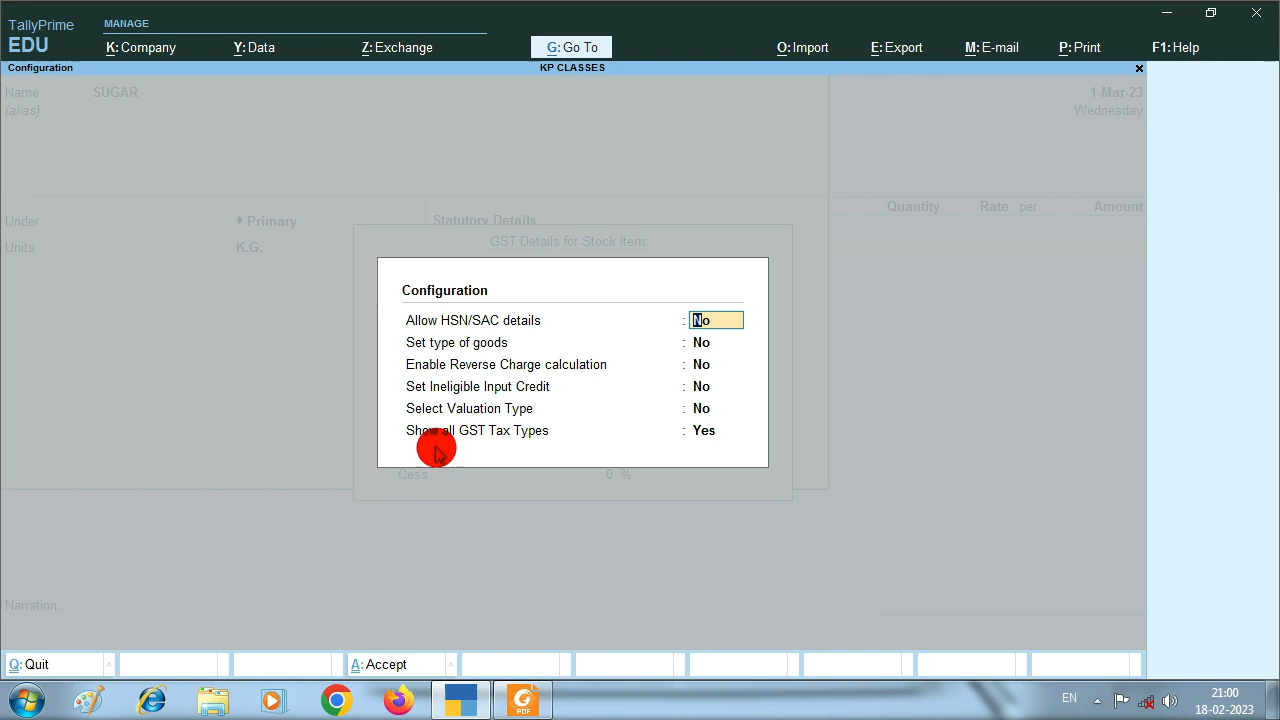 TallyPrime
EDU
MANAGE
K: Company
Y: Data
Z: Exchange
G: Go To
O: Import
E: Export
M: E-mail
P: Print
F1: Help
Configuration
KP CLASSES
Name : SUGAR
(alias) :
1-Mar-23
Wednesday
Under : ♦ Primary
Units : K.G.
Statutory Details
Quantity Rate per Amount
GST Details for Stock Item:
Configuration
Allow HSN/SAC details : No
Set type of goods : No
Enable Reverse Charge calculation : No
Set Ineligible Input Credit : No
Select Valuation Type : No
Show all GST Tax Types : Yes
Cess 0 %
Narration:
Q: Quit
A: Accept
PDF
EN
21:00
18-02-2023